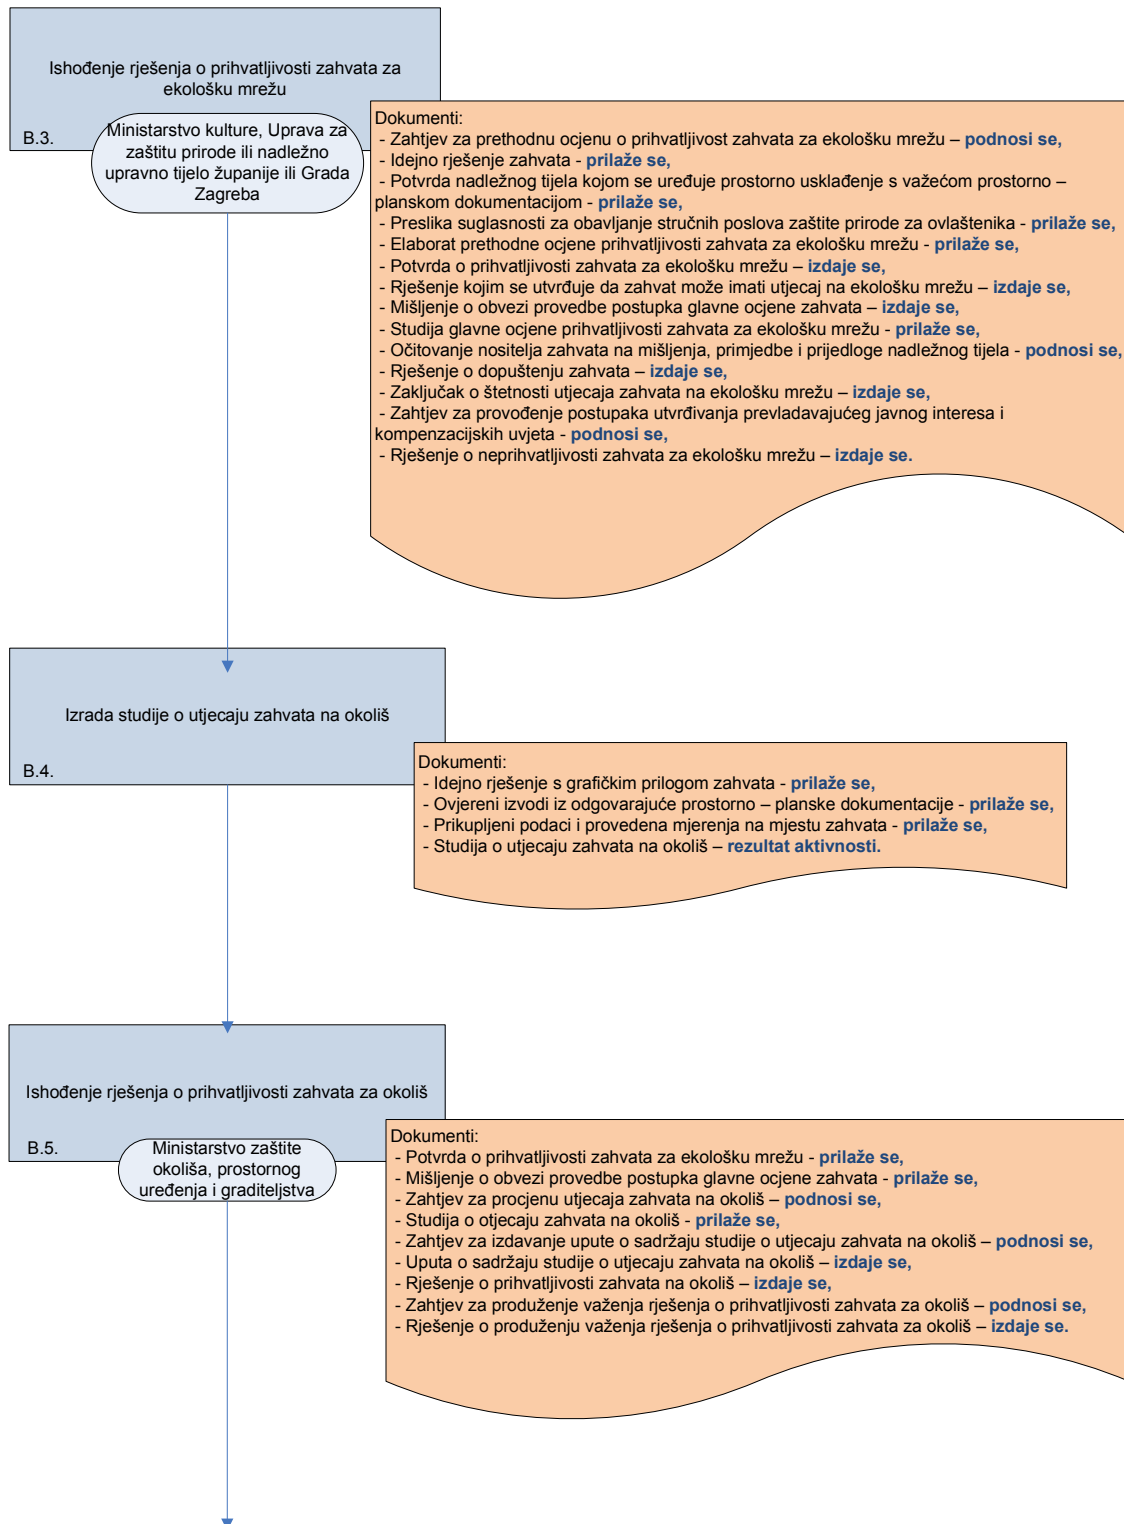 Ishođenje rješenja o prihvatljivosti zahvata za
ekološku mrežu
B.3.
Ministarstvo kulture, Uprava za
zaštitu prirode ili nadležno
upravno tijelo županije ili Grada
Zagreba
Dokumenti:
- Zahtjev za prethodnu ocjenu o prihvatljivost zahvata za ekološku mrežu – podnosi se,
- Idejno rješenje zahvata - prilaže se,
- Potvrda nadležnog tijela kojom se uređuje prostorno usklađenje s važećom prostorno –
planskom dokumentacijom - prilaže se,
- Preslika suglasnosti za obavljanje stručnih poslova zaštite prirode za ovlaštenika - prilaže se,
- Elaborat prethodne ocjene prihvatljivosti zahvata za ekološku mrežu - prilaže se,
- Potvrda o prihvatljivosti zahvata za ekološku mrežu – izdaje se,
- Rješenje kojim se utvrđuje da zahvat može imati utjecaj na ekološku mrežu – izdaje se,
- Mišljenje o obvezi provedbe postupka glavne ocjene zahvata – izdaje se,
- Studija glavne ocjene prihvatljivosti zahvata za ekološku mrežu - prilaže se,
- Očitovanje nositelja zahvata na mišljenja, primjedbe i prijedloge nadležnog tijela - podnosi se,
- Rješenje o dopuštenju zahvata – izdaje se,
- Zaključak o štetnosti utjecaja zahvata na ekološku mrežu – izdaje se,
- Zahtjev za provođenje postupaka utvrđivanja prevladavajućeg javnog interesa i
kompenzacijskih uvjeta - podnosi se,
- Rješenje o neprihvatljivosti zahvata za ekološku mrežu – izdaje se.
Izrada studije o utjecaju zahvata na okoliš
B.4.
Dokumenti:
- Idejno rješenje s grafičkim prilogom zahvata - prilaže se,
- Ovjereni izvodi iz odgovarajuće prostorno – planske dokumentacije - prilaže se,
- Prikupljeni podaci i provedena mjerenja na mjestu zahvata - prilaže se,
- Studija o utjecaju zahvata na okoliš – rezultat aktivnosti.
Ishođenje rješenja o prihvatljivosti zahvata za okoliš
B.5.
Ministarstvo zaštite
okoliša, prostornog
uređenja i graditeljstva
Dokumenti:
- Potvrda o prihvatljivosti zahvata za ekološku mrežu - prilaže se,
- Mišljenje o obvezi provedbe postupka glavne ocjene zahvata - prilaže se,
- Zahtjev za procjenu utjecaja zahvata na okoliš – podnosi se,
- Studija o otjecaju zahvata na okoliš - prilaže se,
- Zahtjev za izdavanje upute o sadržaju studije o utjecaju zahvata na okoliš – podnosi se,
- Uputa o sadržaju studije o utjecaju zahvata na okoliš – izdaje se,
- Rješenje o prihvatljivosti zahvata na okoliš – izdaje se,
- Zahtjev za produženje važenja rješenja o prihvatljivosti zahvata za okoliš – podnosi se,
- Rješenje o produženju važenja rješenja o prihvatljivosti zahvata za okoliš – izdaje se.